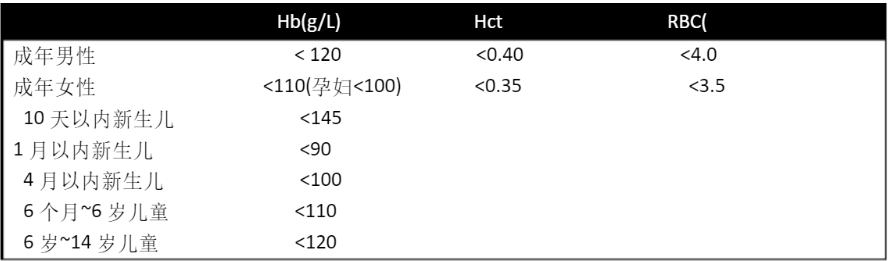 Hb(g/L) Hct RBC(
成年男性 < 120 <0.40 <4.0
成年女性 <110(孕妇<100) <0.35 <3.5
10 天以内新生儿 <145
1 月以内新生儿 <90
4 月以内新生儿 <100
6 个月~6 岁儿童 <110
6 岁~14 岁儿童 <120